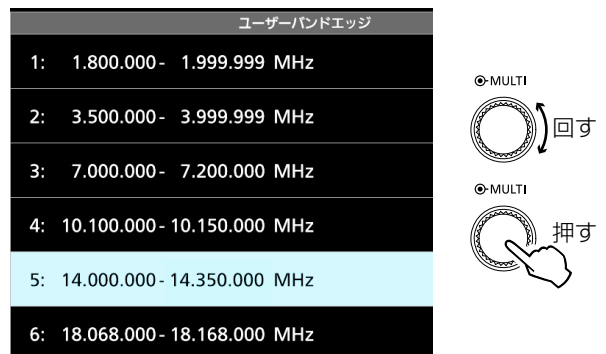 ユーザーバンドエッジ
1: 1.800.000 - 1.999.999 MHz
2: 3.500.000 - 3.999.999 MHz
3: 7.000.000 - 7.200.000 MHz
4: 10.100.000 - 10.150.000 MHz
5: 14.000.000 - 14.350.000 MHz
6: 18.068.000 - 18.168.000 MHz
MULTI
回す
MULTI
押す